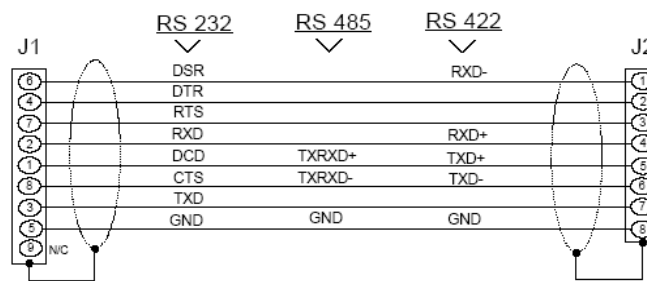 RS 232 RS 485 RS 422
J1 J2
6 DSR RXD- 1
4 DTR 2
7 RTS 3
2 RXD RXD+ 4
1 DCD TXRXD+ TXD+ 5
8 CTS TXRXD- TXD- 6
3 TXD 7
5 GND GND GND 8
9 N/C